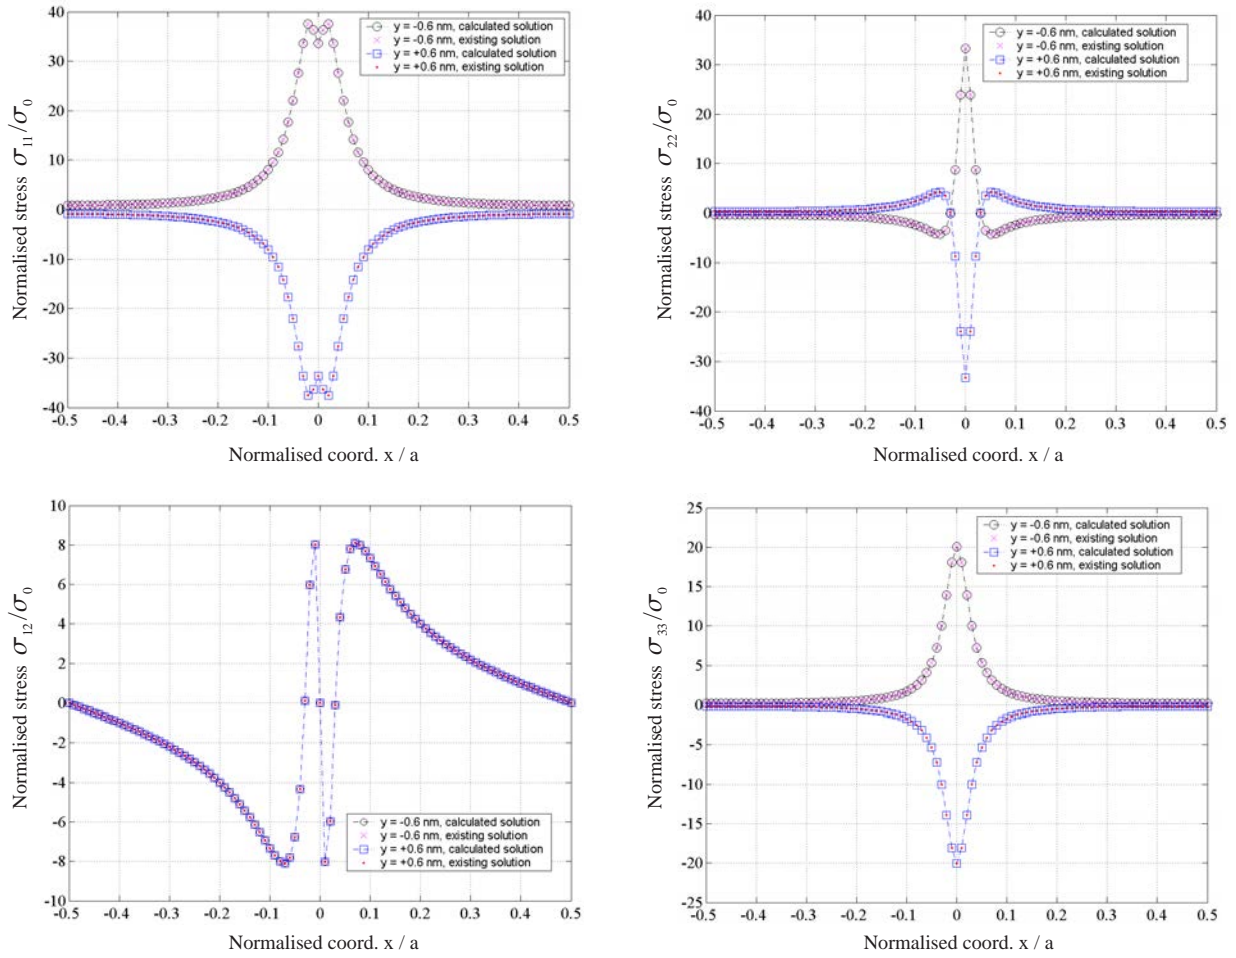 40
30
20
10
0
-10
-20
-30
-40
-0.5 -0.4 -0.3 -0.2 -0.1 0 0.1 0.2 0.3 0.4 0.5
Normalised stress σ11/σ0
Normalised coord. x / a
y = -0.6 nm, calculated solution
y = -0.6 nm, existing solution
y = +0.6 nm, calculated solution
y = +0.6 nm, existing solution
40
30
20
10
0
-10
-20
-30
-40
-0.5 -0.4 -0.3 -0.2 -0.1 0 0.1 0.2 0.3 0.4 0.5
Normalised stress σ22/σ0
Normalised coord. x / a
y = -0.6 nm, calculated solution
y = -0.6 nm, existing solution
y = +0.6 nm, calculated solution
y = +0.6 nm, existing solution
10
8
6
4
2
0
-2
-4
-6
-8
-10
-0.5 -0.4 -0.3 -0.2 -0.1 0 0.1 0.2 0.3 0.4 0.5
Normalised stress σ12/σ0
Normalised coord. x / a
y = -0.6 nm, calculated solution
y = -0.6 nm, existing solution
y = +0.6 nm, calculated solution
y = +0.6 nm, existing solution
25
20
15
10
5
0
-5
-10
-15
-20
-25
-0.5 -0.4 -0.3 -0.2 -0.1 0 0.1 0.2 0.3 0.4 0.5
Normalised stress σ33/σ0
Normalised coord. x / a
y = -0.6 nm, calculated solution
y = -0.6 nm, existing solution
y = +0.6 nm, calculated solution
y = +0.6 nm, existing solution